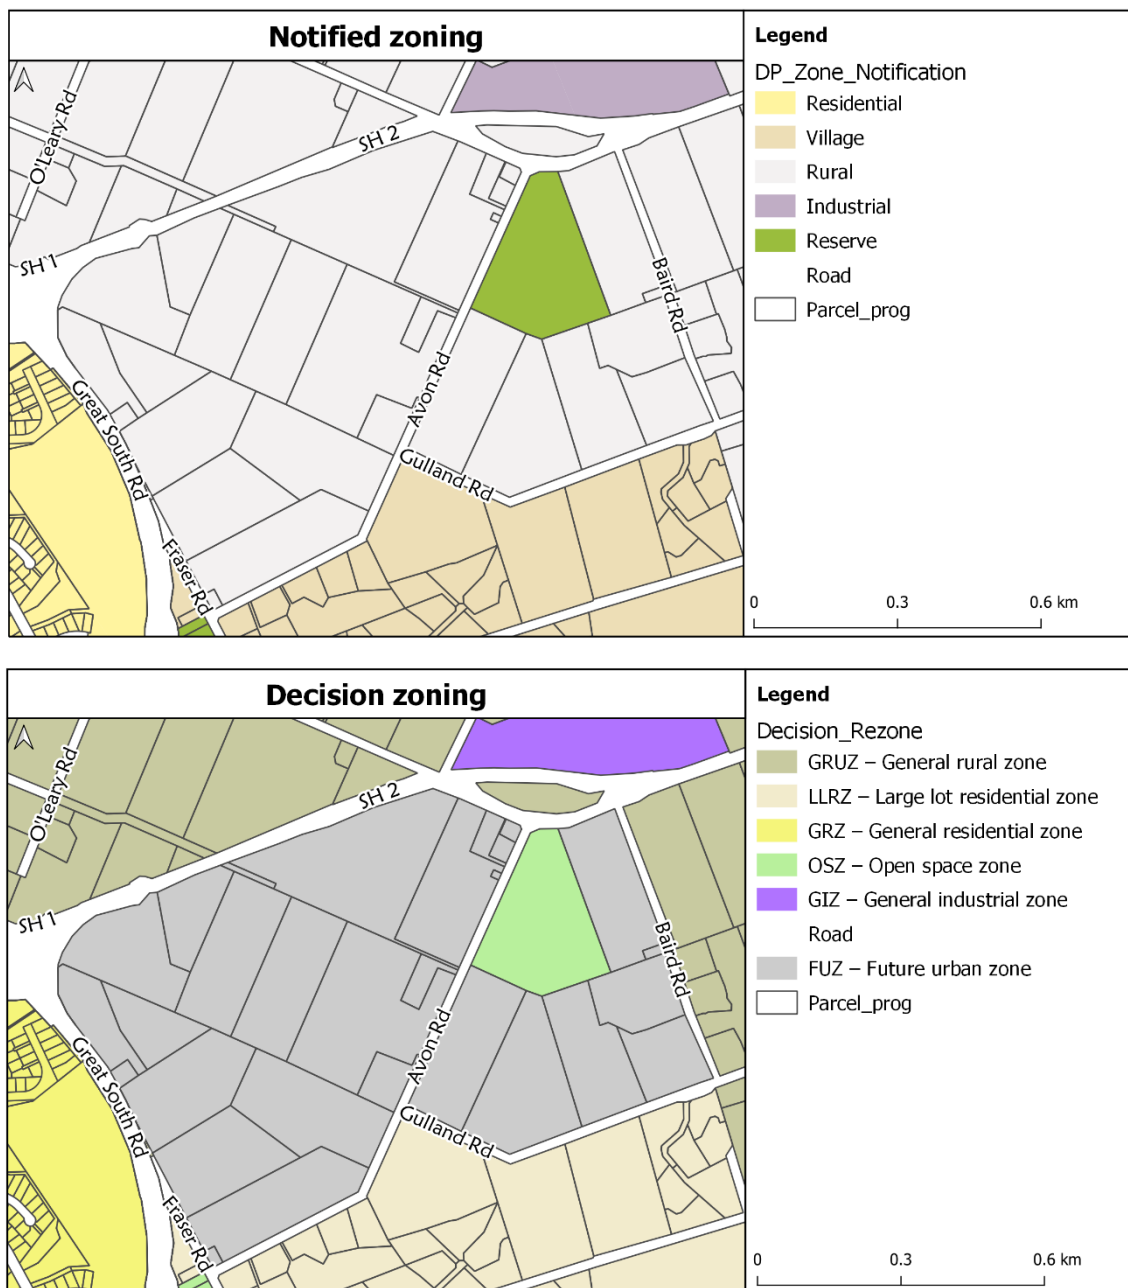 Notified zoning
O'Leary Rd
SH 2
SH 1
Great South Rd
Fraser Rd
Avon Rd
Gulland Rd
Baird Rd
Legend
DP_Zone_Notification
Residential
Village
Rural
Industrial
Reserve
Road
Parcel_prog
0 0.3 0.6 km
Decision zoning
O'Leary Rd
SH 2
SH 1
Great South Rd
Fraser Rd
Avon Rd
Gulland Rd
Baird Rd
Legend
Decision_Rezone
GRUZ – General rural zone
LLRZ – Large lot residential zone
GRZ – General residential zone
OSZ – Open space zone
GIZ – General industrial zone
Road
FUZ – Future urban zone
Parcel_prog
0 0.3 0.6 km